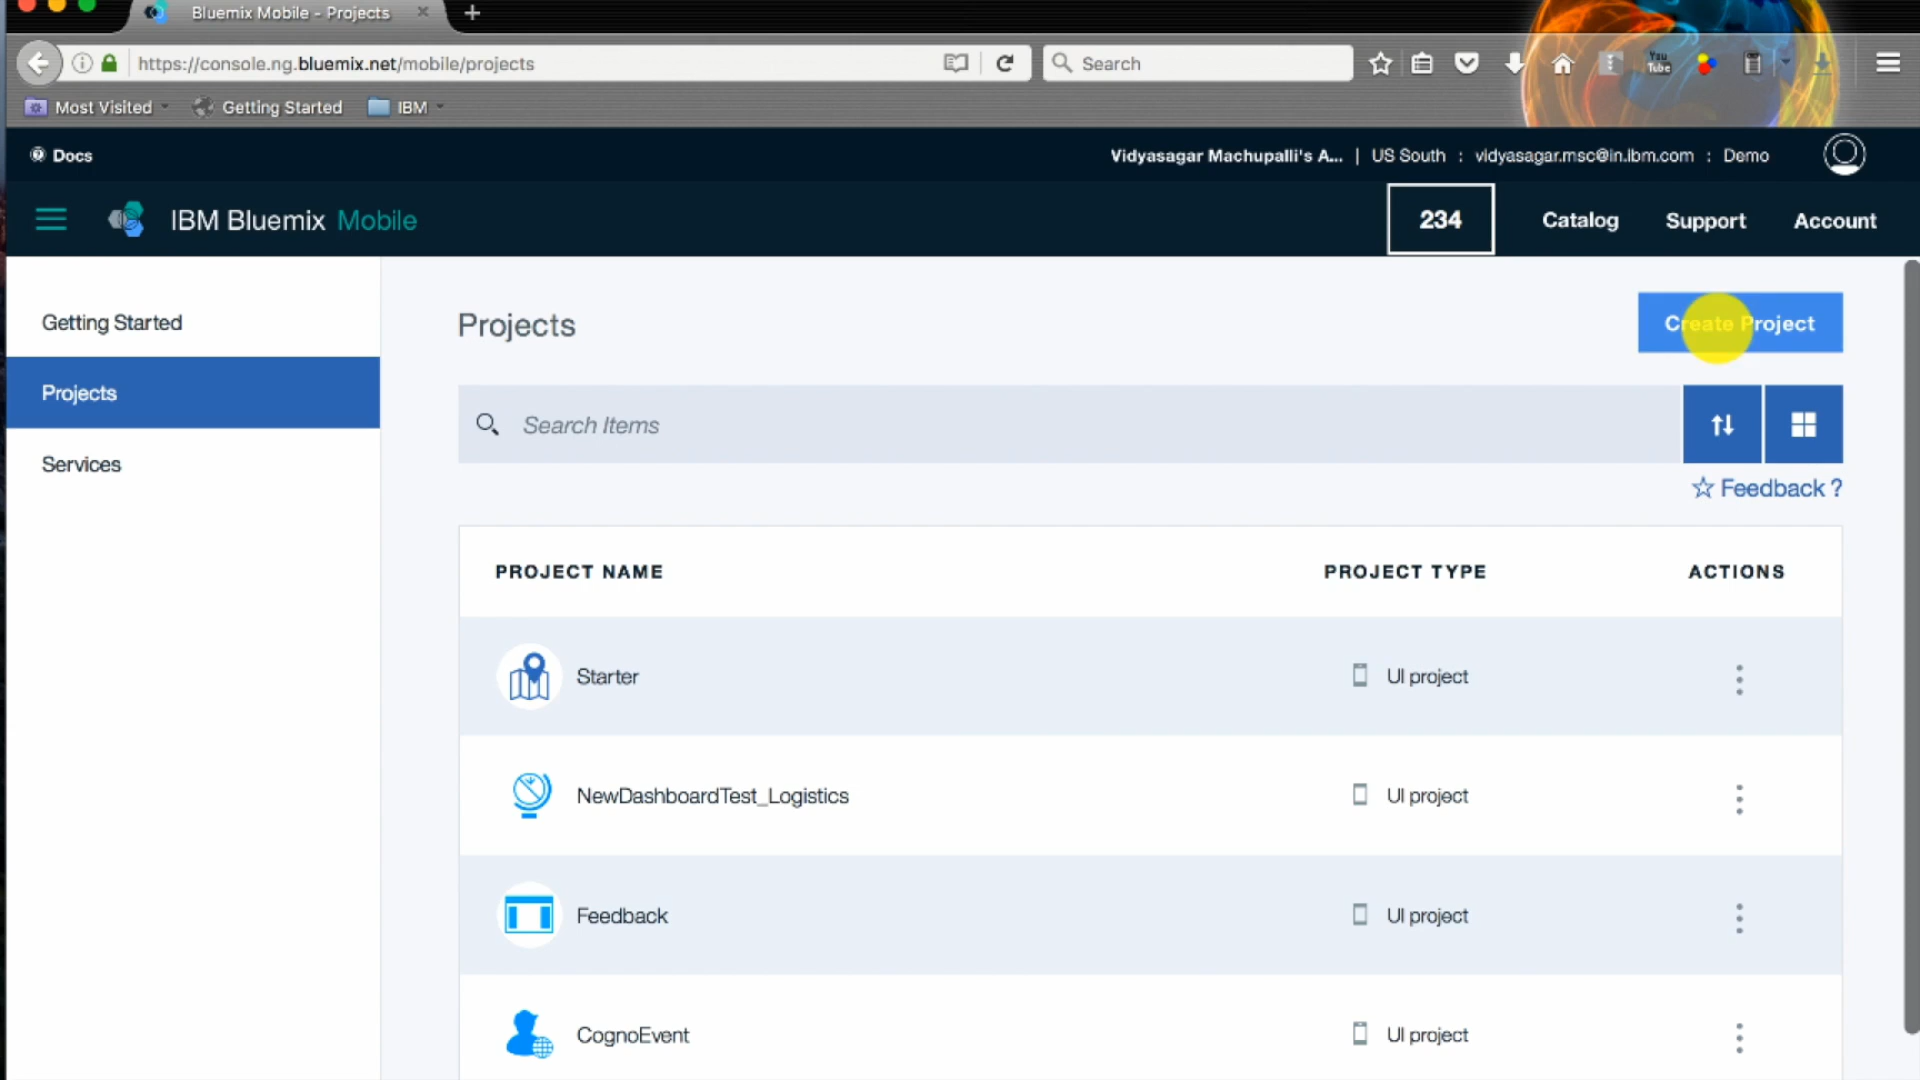 Bluemix Mobile - Projects
https://console.ng.bluemix.net/mobile/projects
Search
You Tube
Most Visited
Getting Started
IBM
Docs
Vidyasagar Machupalli's A... | US South : vidyasagar.msc@in.ibm.com : Demo
IBM Bluemix Mobile
234
Catalog
Support
Account
Getting Started
Projects
Services
Projects
Create Project
Search Items
Feedback ?
PROJECT NAME PROJECT TYPE ACTIONS
Starter UI project
NewDashboardTest_Logistics UI project
Feedback UI project
CognoEvent UI project